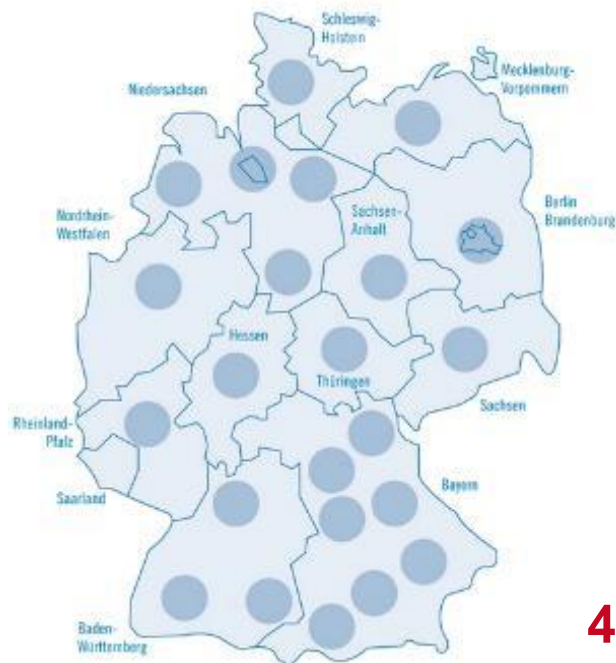 Schleswig-
Holstein
Mecklenburg-
Vorpommern
Niedersachsen
Berlin
Brandenburg
Sachsen-
Anhalt
Nordrhein-
Westfalen
Hessen
Thüringen
Sachsen
Rheinland-
Pfalz
Saarland
Bayern
Baden-
Württemberg
4